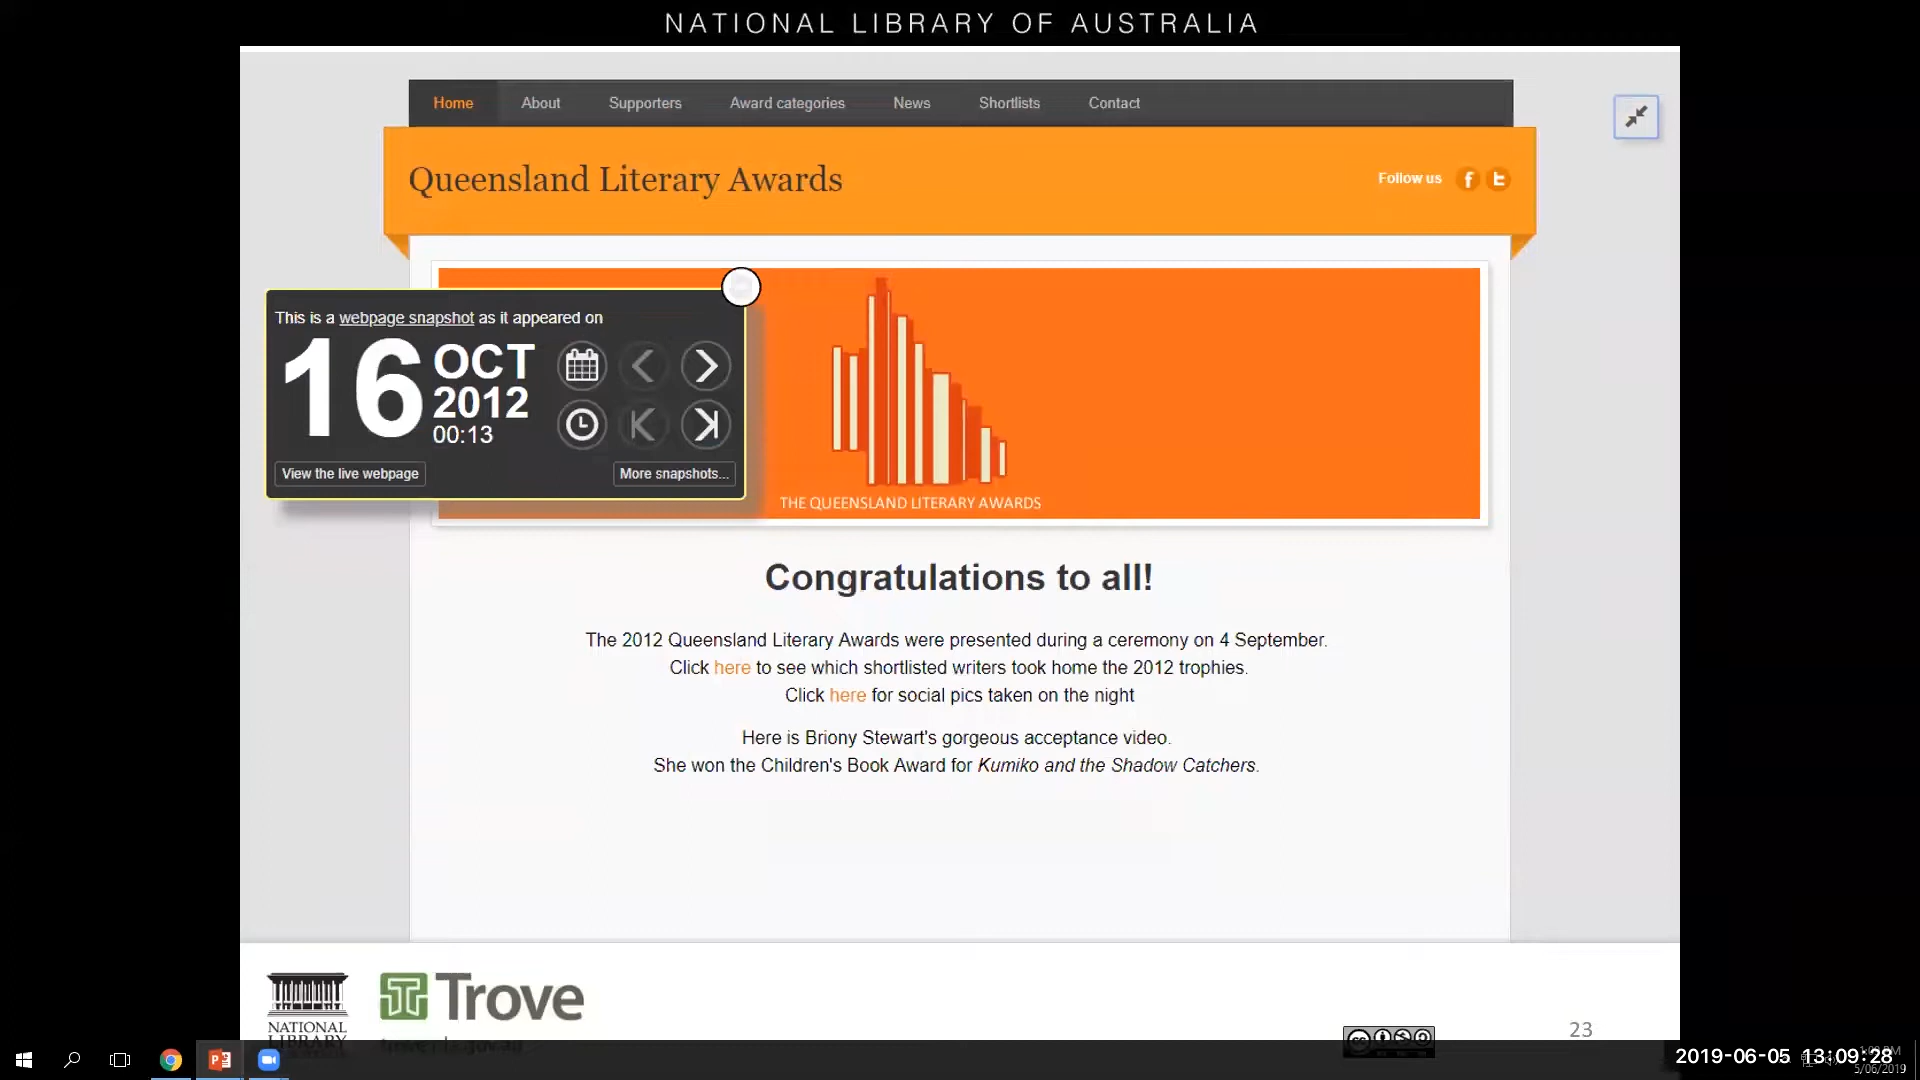 NATIONAL LIBRARY OF AUSTRALIA
Home About Supporters Award categories News Shortlists Contact
Queensland Literary Awards
Follow us
This is a webpage snapshot as it appeared on
16 OCT
2012
00:13
View the live webpage More snapshots...
THE QUEENSLAND LITERARY AWARDS
Congratulations to all!
The 2012 Queensland Literary Awards were presented during a ceremony on 4 September.
Click here to see which shortlisted writers took home the 2012 trophies.
Click here for social pics taken on the night
Here is Briony Stewart's gorgeous acceptance video.
She won the Children's Book Award for Kumiko and the Shadow Catchers.
Trove
NATIONAL
LIBRARY
23
2019-06-05 13:09:28
5/06/2019